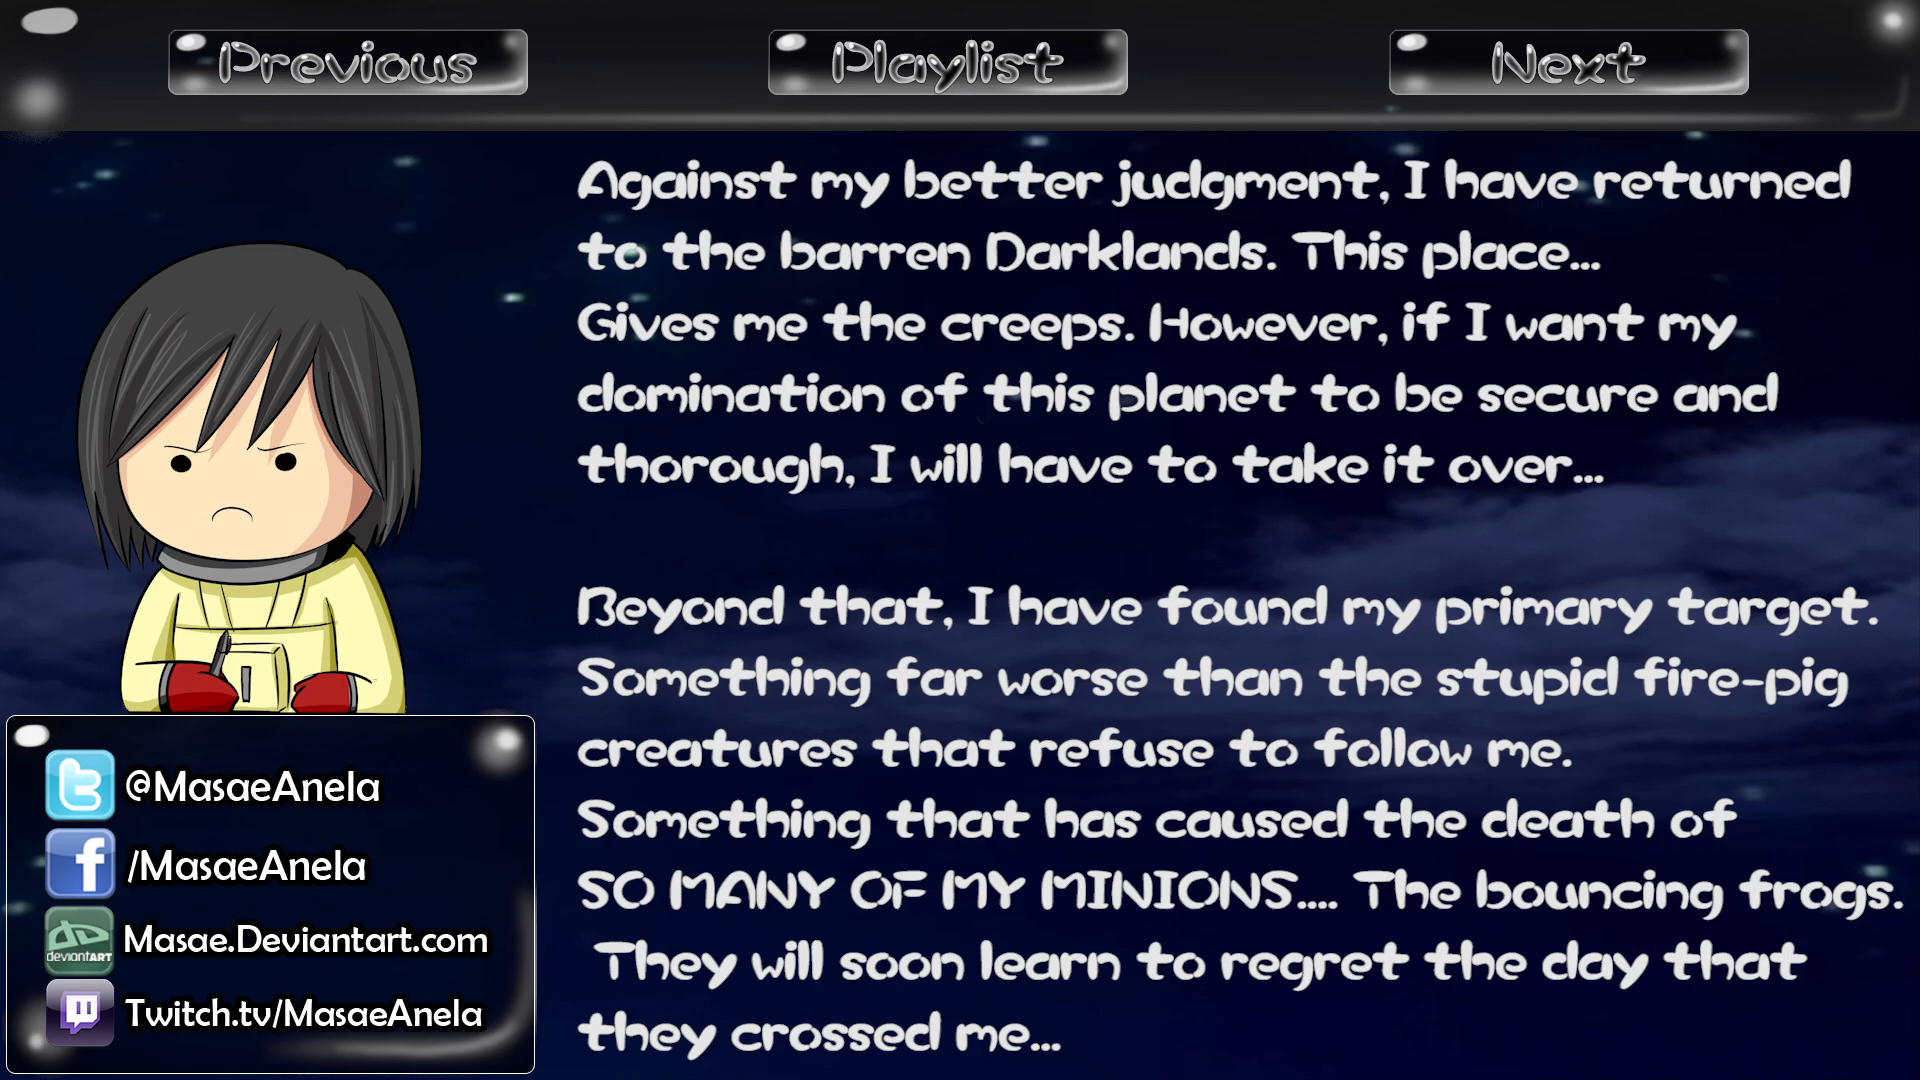 Previous
Playlist
Next
Against my better judgment, I have returned
to the barren Darklands. This place...
Gives me the creeps. However, if I want my
domination of this planet to be secure and
thorough, I will have to take it over...
Beyond that, I have found my primary target.
Something far worse than the stupid fire-pig
creatures that refuse to follow me.
Something that has caused the death of
SO MANY OF MY MINIONS.... The bouncing frogs.
They will soon learn to regret the day that
they crossed me...
@MasaeAnela
/MasaeAnela
deviantART
Masae.Deviantart.com
Twitch.tv/MasaeAnela